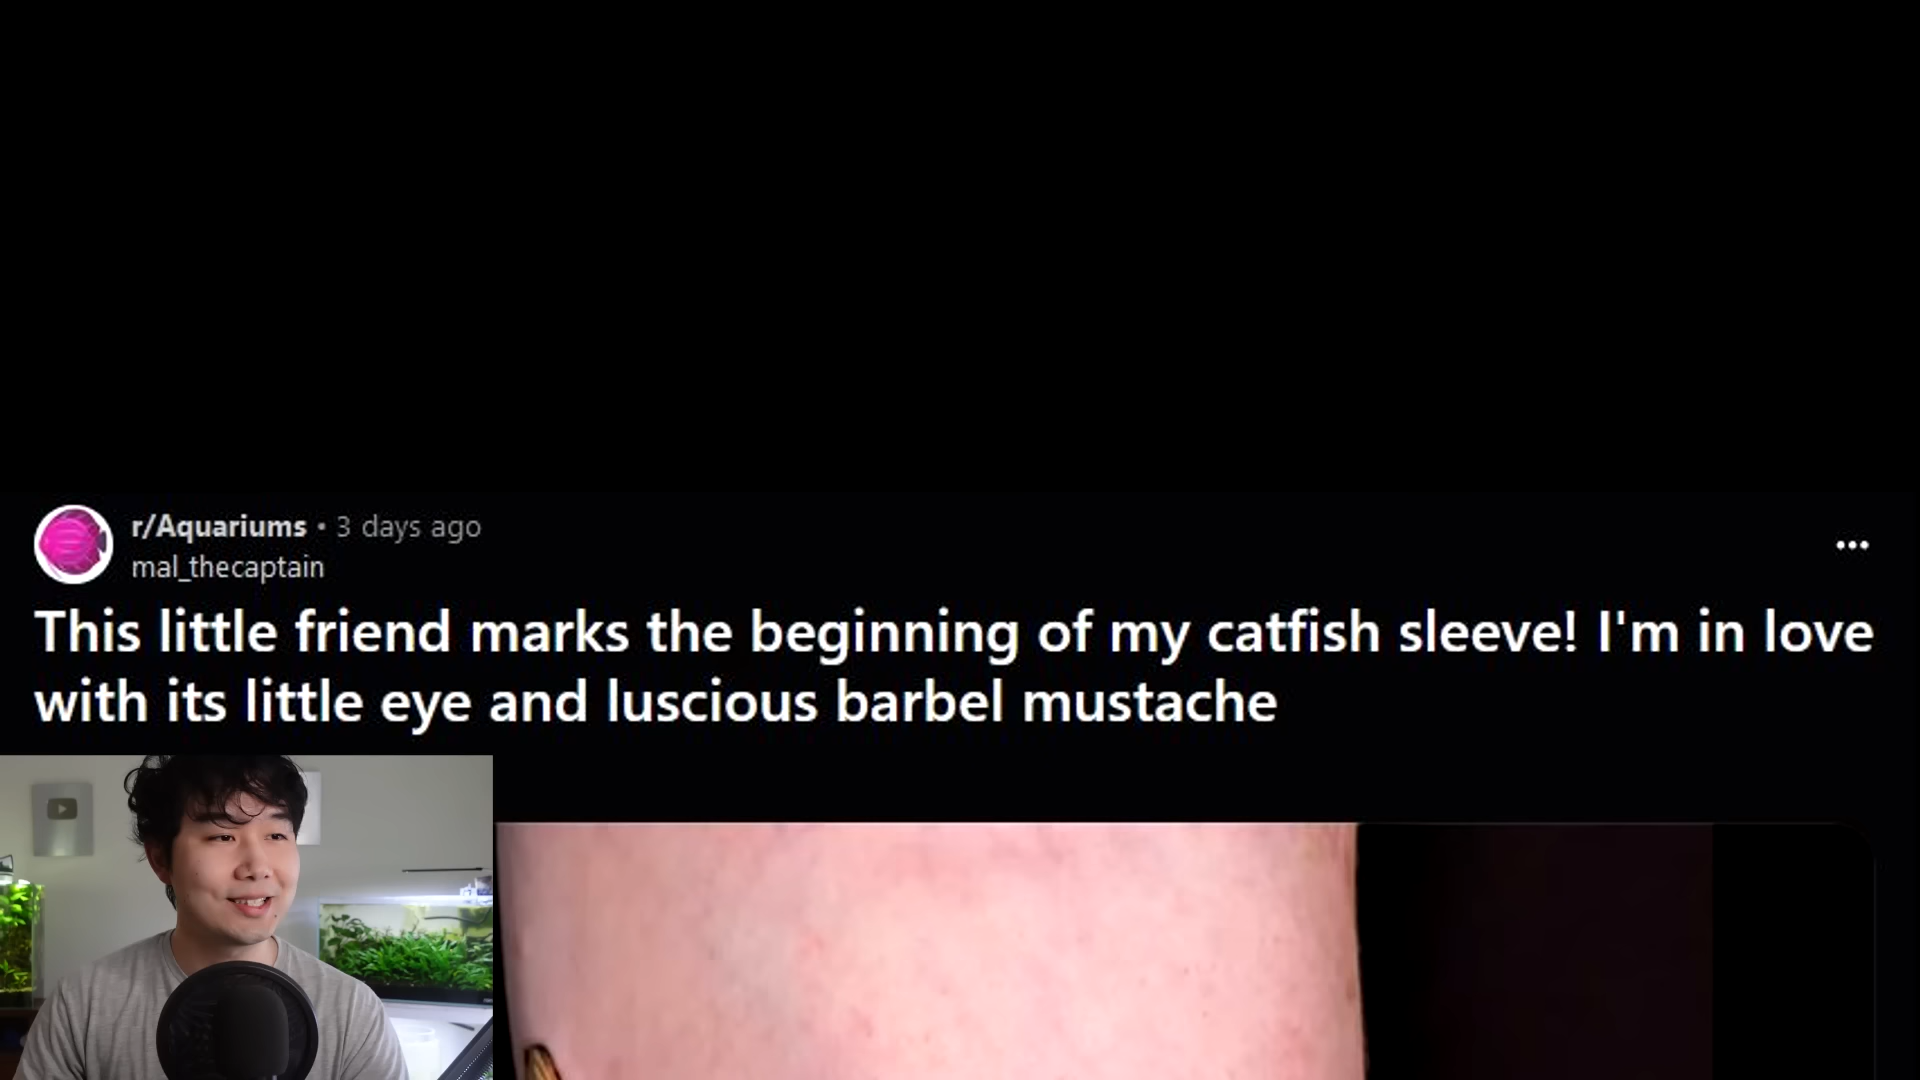 r/Aquariums • 3 days ago
mal_thecaptain
This little friend marks the beginning of my catfish sleeve! I'm in love
with its little eye and luscious barbel mustache